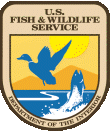 U.S.
FISH & WILDLIFE
SERVICE
DEPARTMENT OF THE INTERIOR